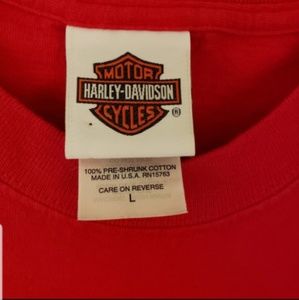 MOTOR
HARLEY-DAVIDSON
CYCLES
®
100% PRE-SHRUNK COTTON
MADE IN U.S.A. RN15763
CARE ON REVERSE
L